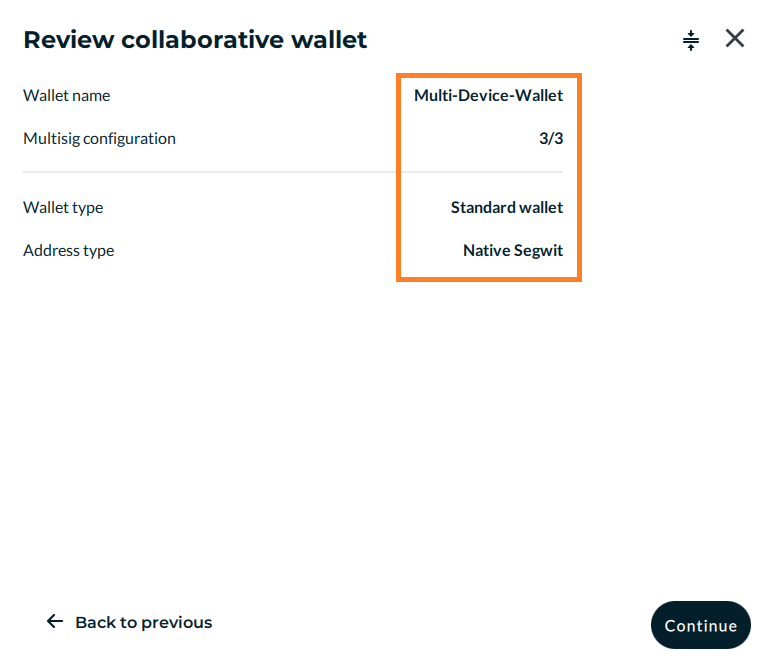 Review collaborative wallet
Wallet name Multi-Device-Wallet
Multisig configuration 3/3
Wallet type Standard wallet
Address type Native Segwit
Back to previous Continue